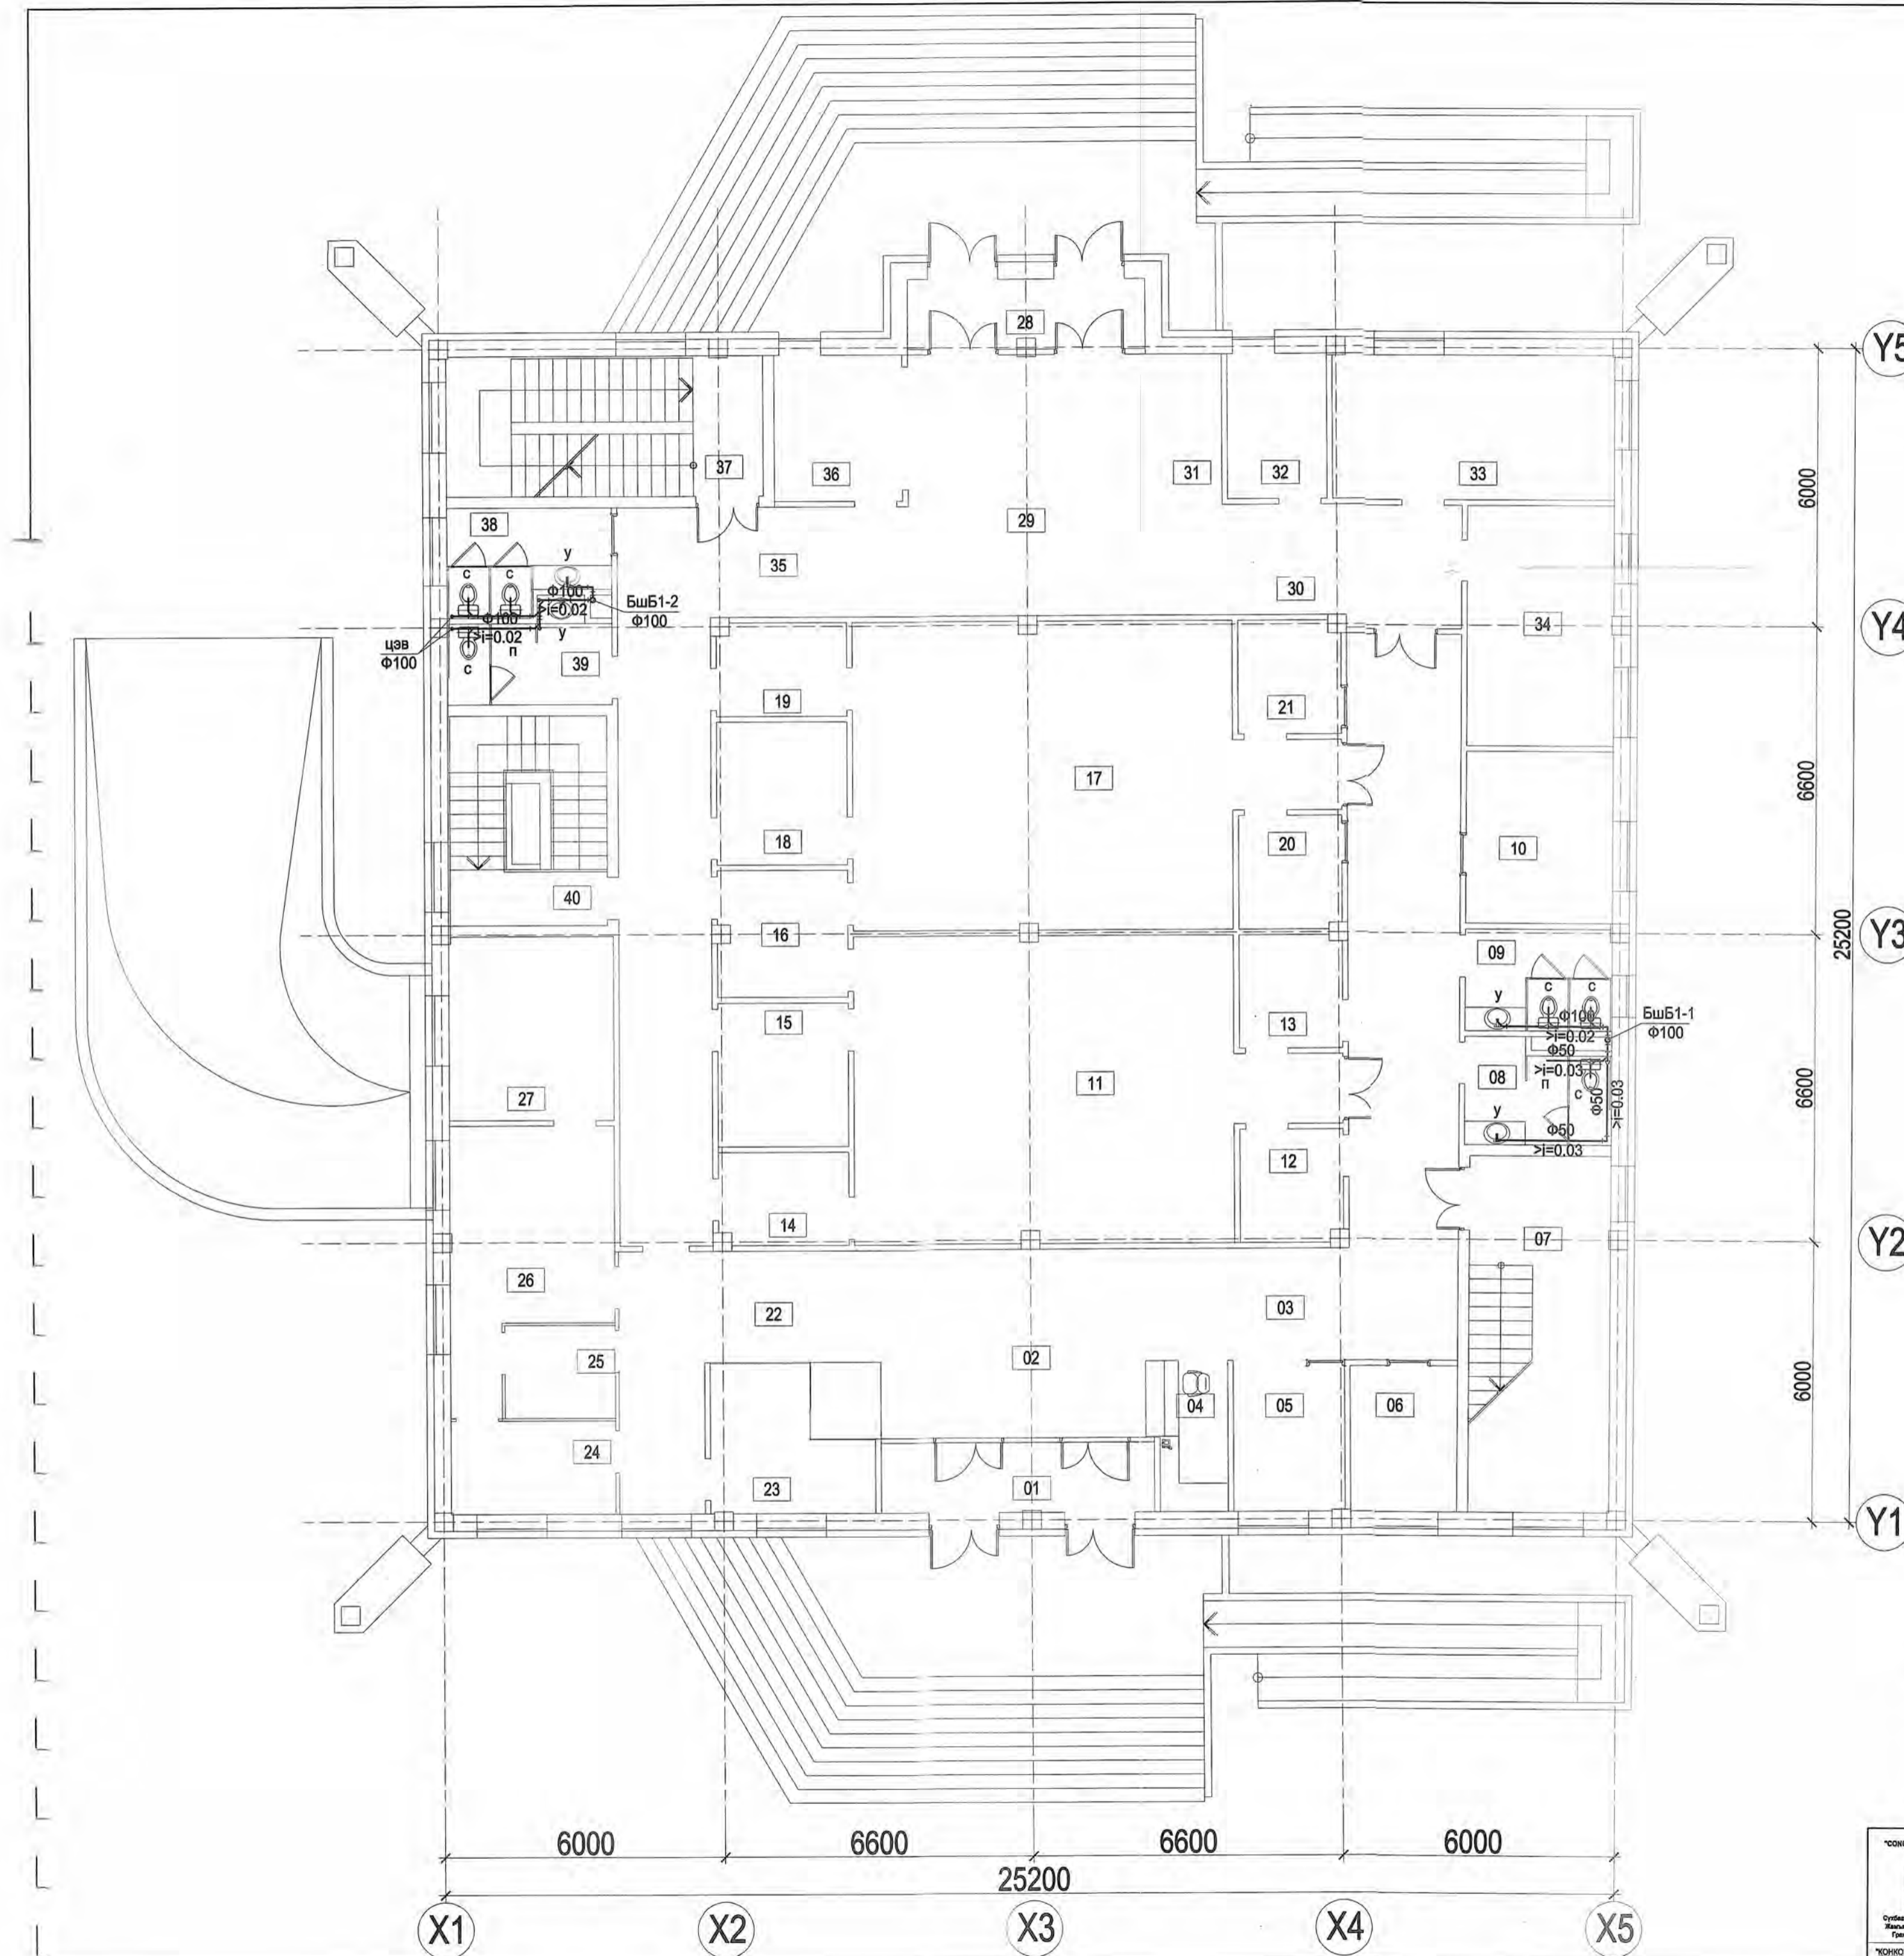 28
Y5
37
36
31
32
33
6000
38
29
У
35
С
С
30
Ф100
>i=0.02
БшБ1-2
Ф100
Ф100
>i=0.02
У
П
цэв
Ф100
С
39
34
Y4
19
21
17
6600
18
20
10
40
16
Y3
25200
09
С
С
У
15
13
Ф100
>i=0.02
БшБ1-1
Ф100
Ф50
>i=0.03
П
11
08
С
Ф50
>i=0.03
27
6600
У
Ф50
>i=0.03
12
14
07
Y2
26
22
03
02
25
04
05
06
6000
24
23
01
Y1
6000
6600
6600
6000
25200
X1
X2
X3
X4
X5